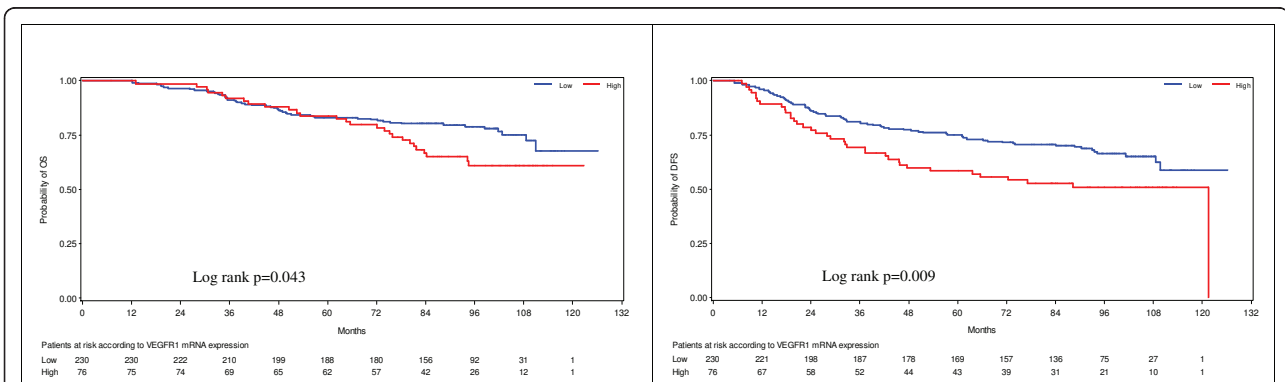 Low High
1.00
0.75
0.50
0.25
0.00
Probability of OS
Log rank p=0.043
0 12 24 36 48 60 72 84 96 108 120 132
Months
Patients at risk according to VEGFR1 mRNA expression
Low 230 230 222 210 199 188 180 156 92 31 1
High 76 75 74 69 65 62 57 42 26 12 1
Low High
1.00
0.75
0.50
0.25
0.00
Probability of DFS
Log rank p=0.009
0 12 24 36 48 60 72 84 96 108 120 132
Months
Patients at risk according to VEGFR1 mRNA expression
Low 230 221 198 187 178 169 157 136 75 27 1
High 76 67 58 52 44 43 39 31 21 10 1